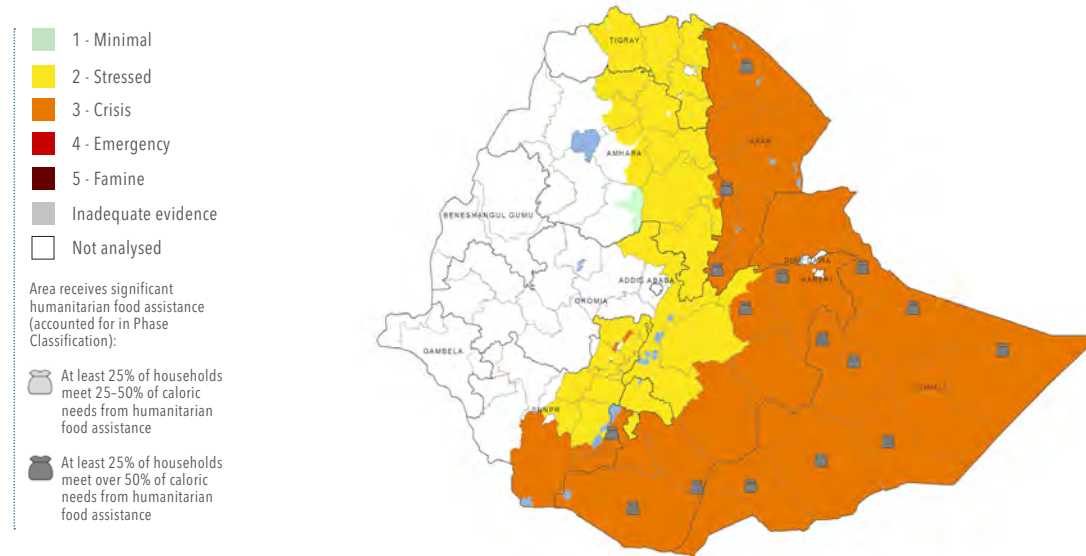 1 - Minimal
2 - Stressed
3 - Crisis
4 - Emergency
5 - Famine
Inadequate evidence
Not analysed
Area receives significant
humanitarian food assistance
(accounted for in Phase
Classification):
At least 25% of households
meet 25–50% of caloric
needs from humanitarian
food assistance
At least 25% of households
meet over 50% of caloric
needs from humanitarian
food assistance
TIGRAY
AFAR
AMHARA
BENESHANGUL GUMU
DIRE DAWA
HARERI
ADDIS ABABA
OROMIA
GAMBELA
SOMALI
SNNPR